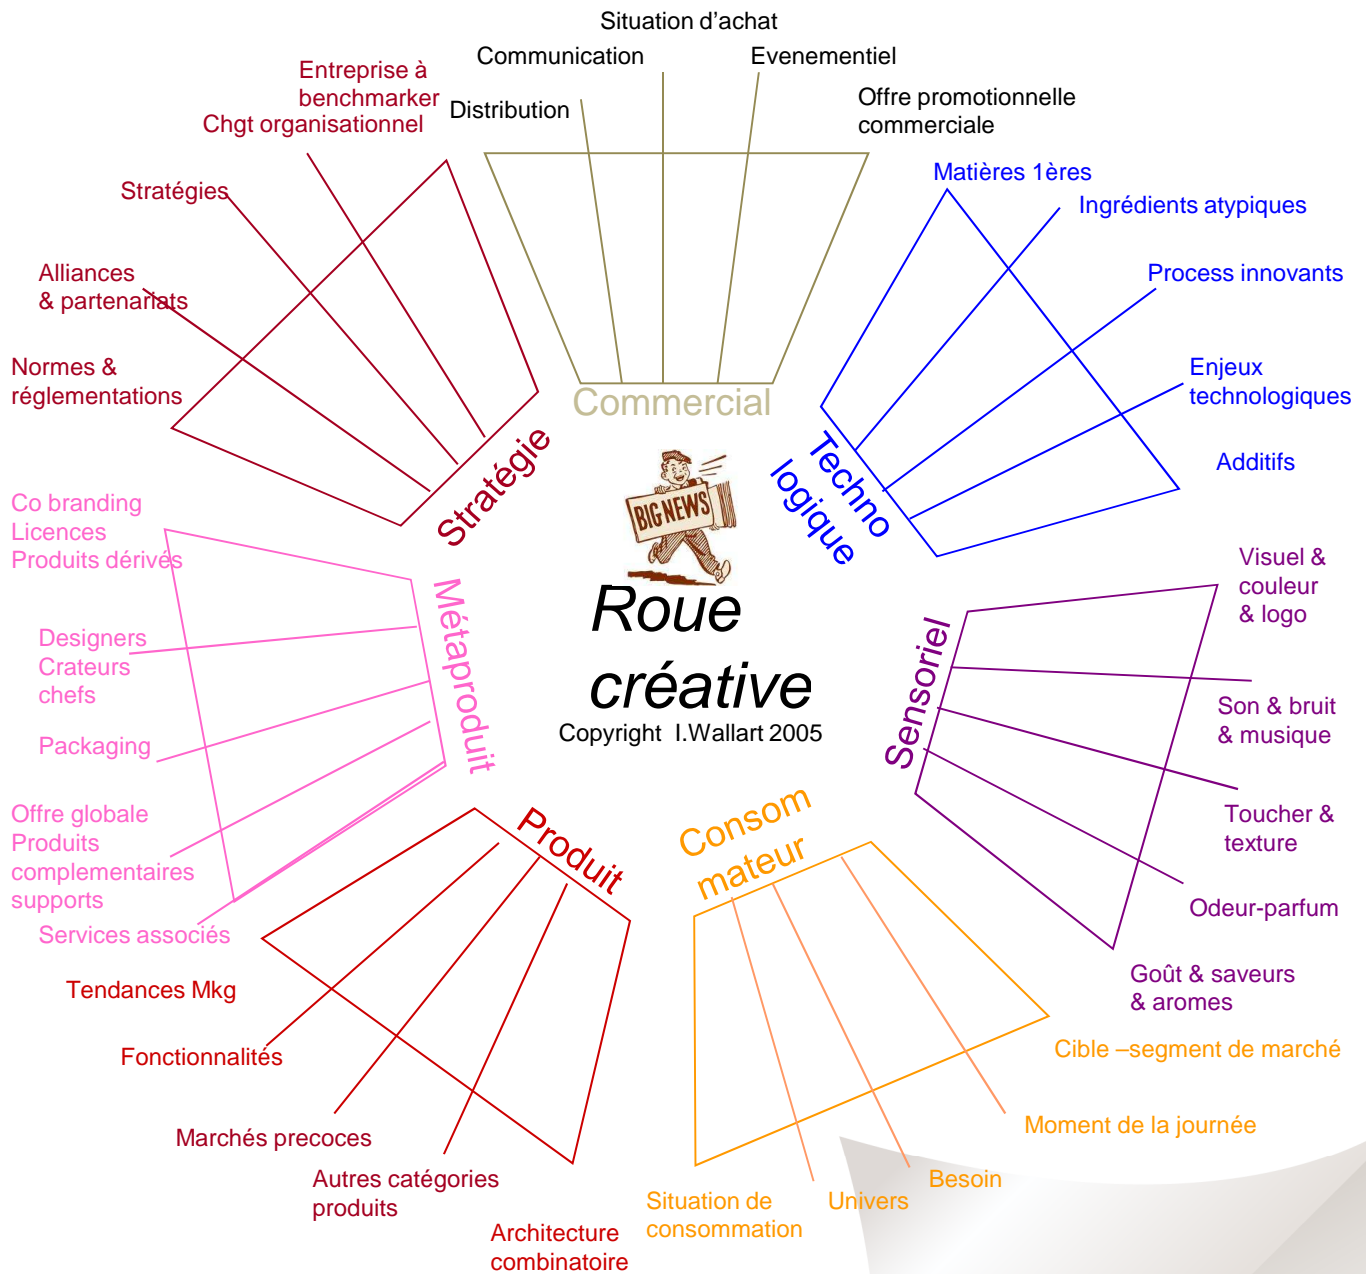 Situation d'achat
Communication
Evenementiel
Distribution
Offre promotionnelle
commerciale
Commercial
Entreprise à
benchmarker
Chgt organisationnel
Stratégies
Alliances
& partenariats
Normes &
réglementations
Stratégie
Matières 1ères
Ingrédients atypiques
Process innovants
Enjeux
technologiques
Additifs
Techno
logique
BIG NEWS
Roue
créative
Copyright I.Wallart 2005
Co branding
Licences
Produits dérivés
Designers
Crateurs
chefs
Packaging
Offre globale
Produits
complementaires
supports
Services associés
Métaproduit
Visuel &
couleur
& logo
Son & bruit
& musique
Toucher &
texture
Odeur-parfum
Goût & saveurs
& aromes
Sensoriel
Produit
Tendances Mkg
Fonctionnalités
Marchés precoces
Autres catégories
produits
Architecture
combinatoire
Consom
mateur
Cible –segment de marché
Moment de la journée
Besoin
Univers
Situation de
consommation